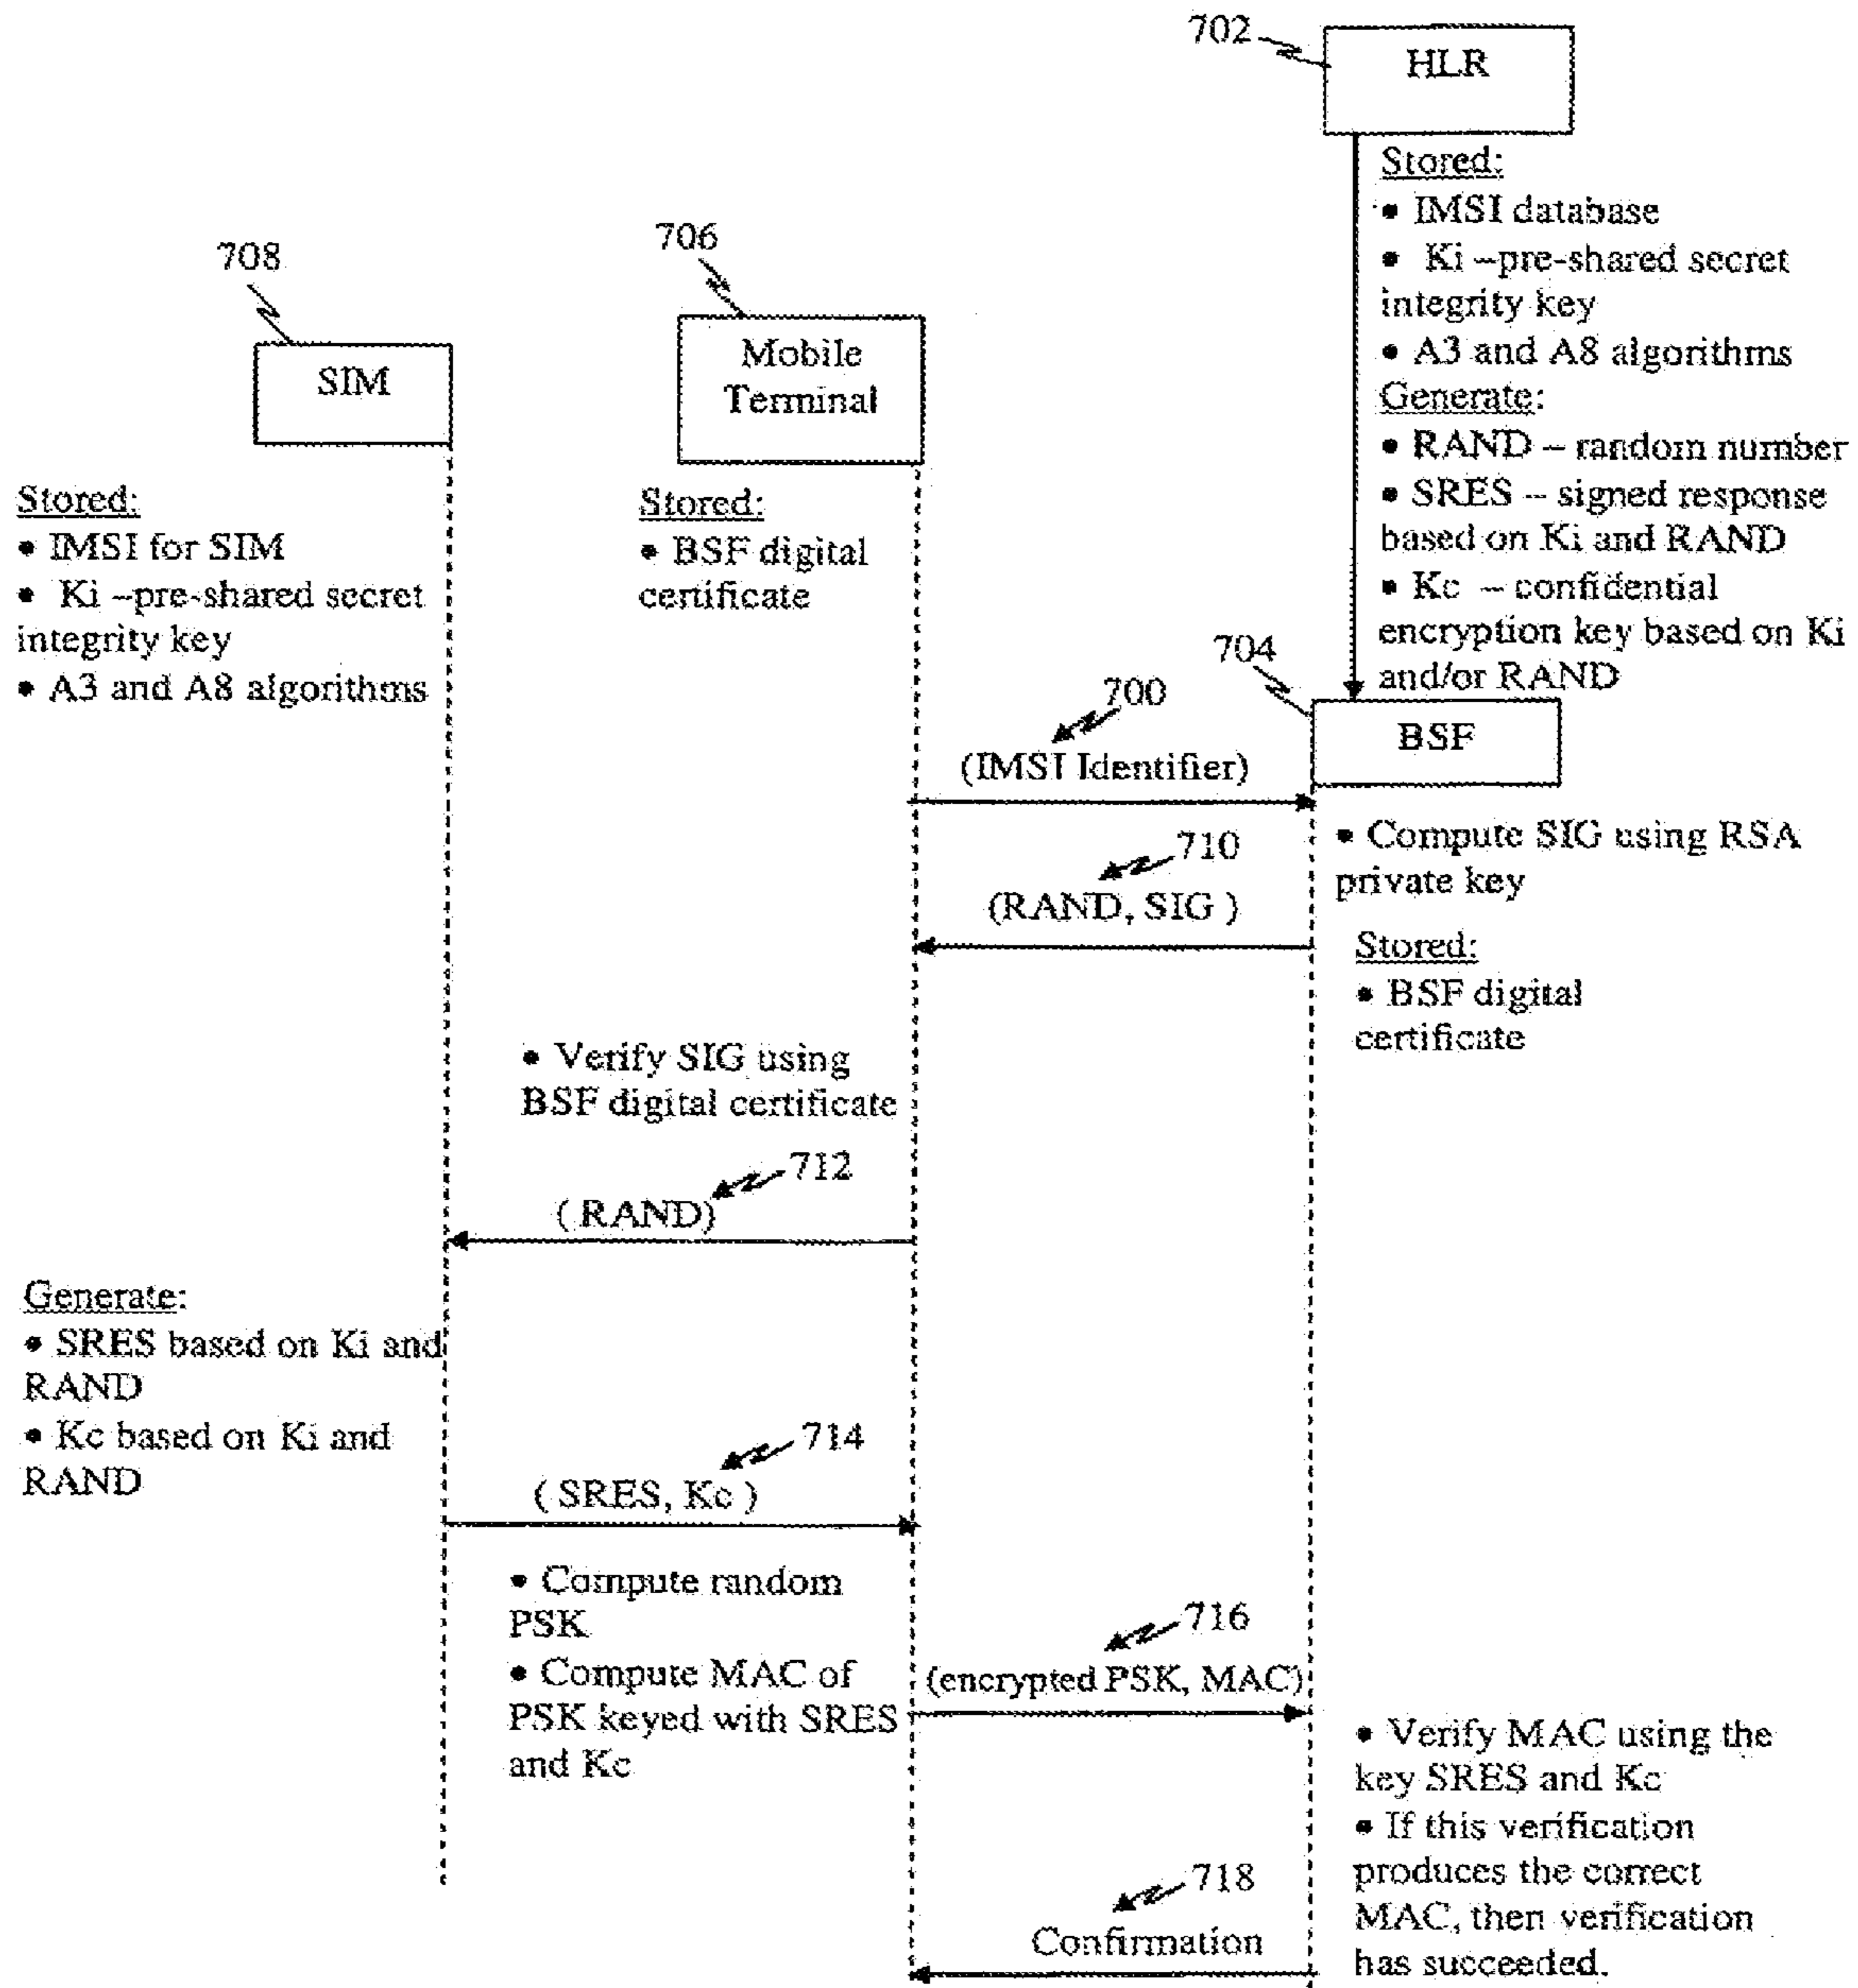 702
HLR
Stored:
• IMSI database
• Ki –pre-shared secret
integrity key
• A3 and A8 algorithms
Generate:
• RAND – random number
• SRES – signed response
based on Ki and RAND
• Kc – confidential
encryption key based on Ki
and/or RAND
708
SIM
706
Mobile
Terminal
Stored:
• IMSI for SIM
• Ki –pre-shared secret
integrity key
• A3 and A8 algorithms
Stored:
• BSF digital
certificate
704
BSF
700
(IMSI Identifier)
• Compute SIG using RSA
private key
710
(RAND, SIG )
Stored:
• BSF digital
certificate
• Verify SIG using
BSF digital certificate
712
( RAND)
Generate:
• SRES based on Ki and
RAND
• Kc based on Ki and
RAND
714
( SRES, Kc )
• Compute random
PSK
• Compute MAC of
PSK keyed with SRES
and Kc
716
(encrypted PSK, MAC)
• Verify MAC using the
key SRES and Kc
• If this verification
produces the correct
MAC, then verification
has succeeded.
718
Confirmation